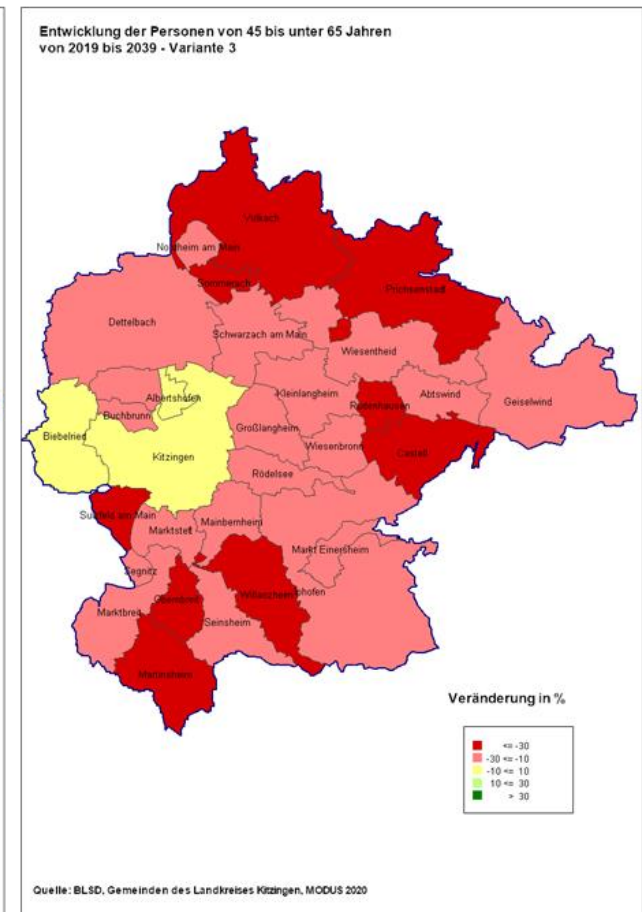 Entwicklung der Personen von 45 bis unter 65 Jahren
von 2019 bis 2039 - Variante 3
Volkach
Nordheim am Main
Sommerach
Prichsenstadt
Dettelbach
Schwarzach am Main
Wiesentheid
Kleinlangheim
Rüdenhausen
Abtswind
Geiselwind
Albertshofen
Buchbrunn
Großlangheim
Biebelried
Wiesenbronn
Castell
Kitzingen
Rödelsee
Sulzfeld am Main
Marktsteft
Mainbernheim
Markt Einersheim
Segnitz
Obernbreit
Willanzheim
Iphofen
Marktbreit
Seinsheim
Martinsheim
Veränderung in %
<= -30
-30 <= -10
-10 <= 10
10 <= 30
> 30
Quelle: BLSD, Gemeinden des Landkreises Kitzingen, MODUS 2020